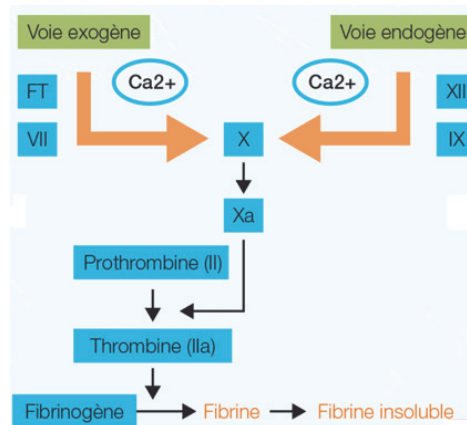 Voie exogène
Voie endogène
Ca2+
Ca2+
FT
XII
VII
X
IX
Xa
Prothrombine (II)
Thrombine (IIa)
Fibrinogène
Fibrine
Fibrine insoluble